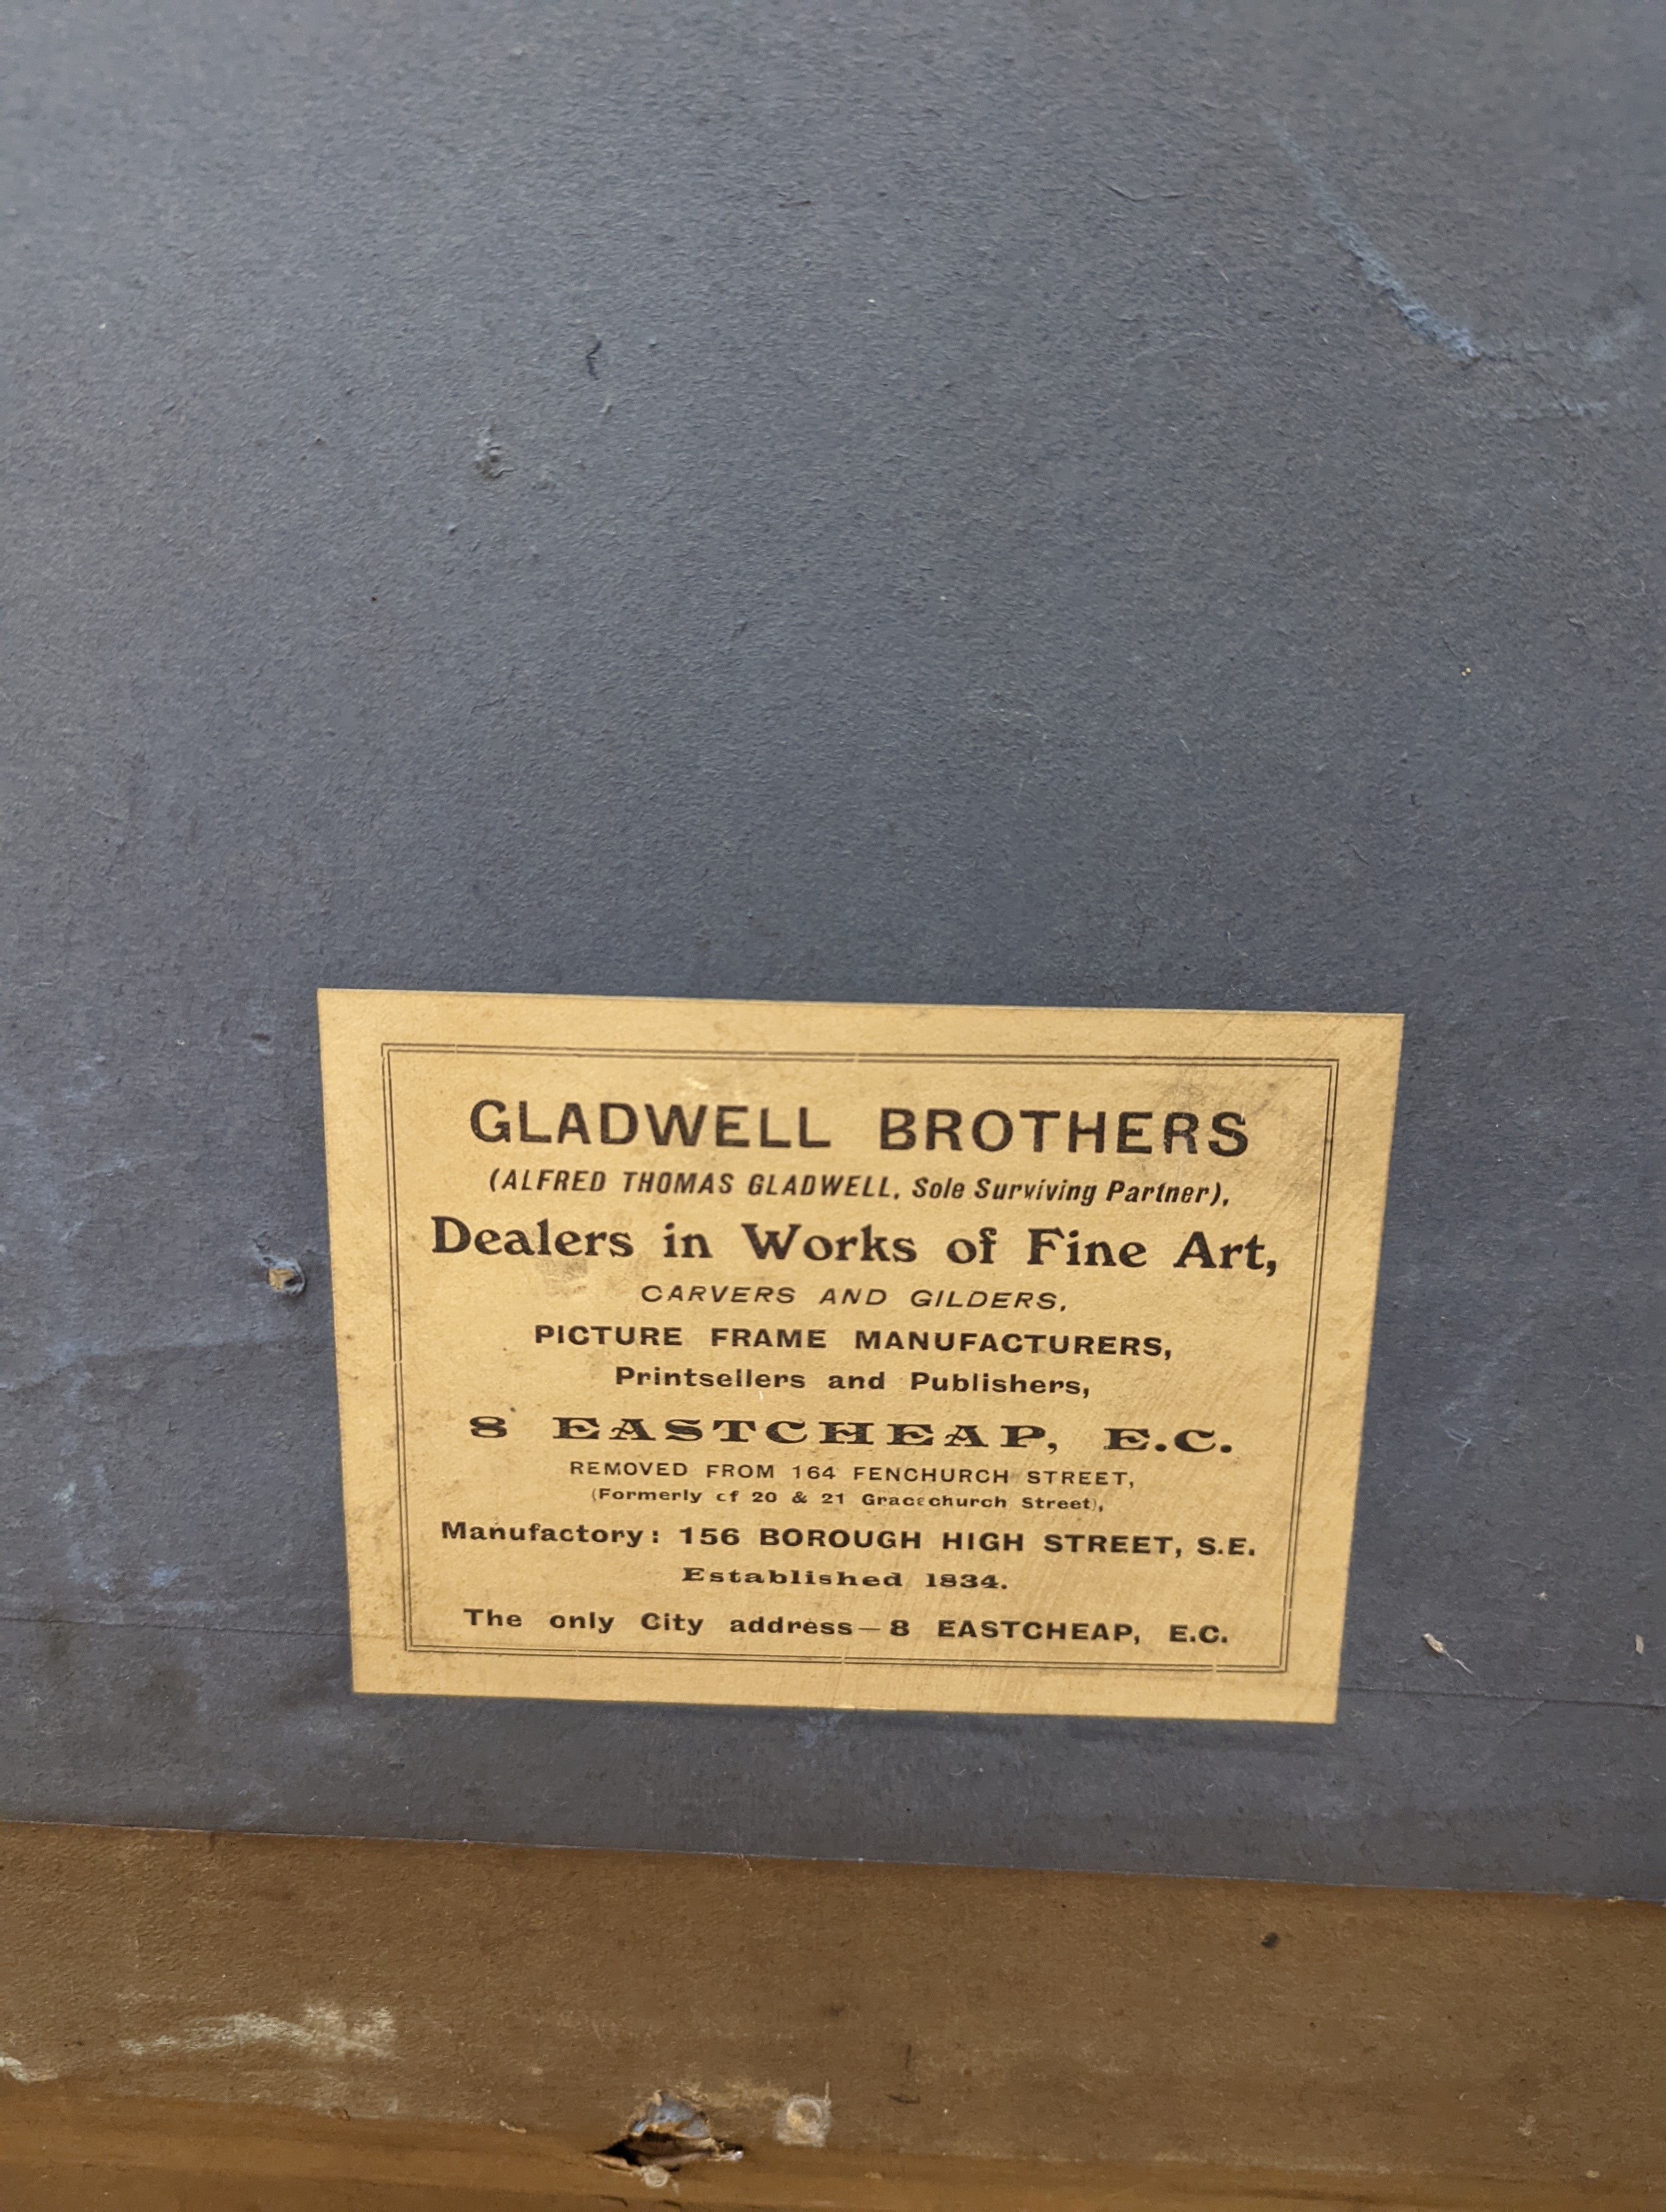 GLADWELL BROTHERS
(ALFRED THOMAS GLADWELL, Sole Surviving Partner),
Dealers in Works of Fine Art,
CARVERS AND GILDERS,
PICTURE FRAME MANUFACTURERS,
Printsellers and Publishers,
8 EASTCHEAP, E.C.
REMOVED FROM 164 FENCHURCH STREET,
(Formerly of 20 & 21 Gracechurch Street),
Manufactory: 156 BOROUGH HIGH STREET, S.E.
Established 1834.
The only City address—8 EASTCHEAP, E.C.